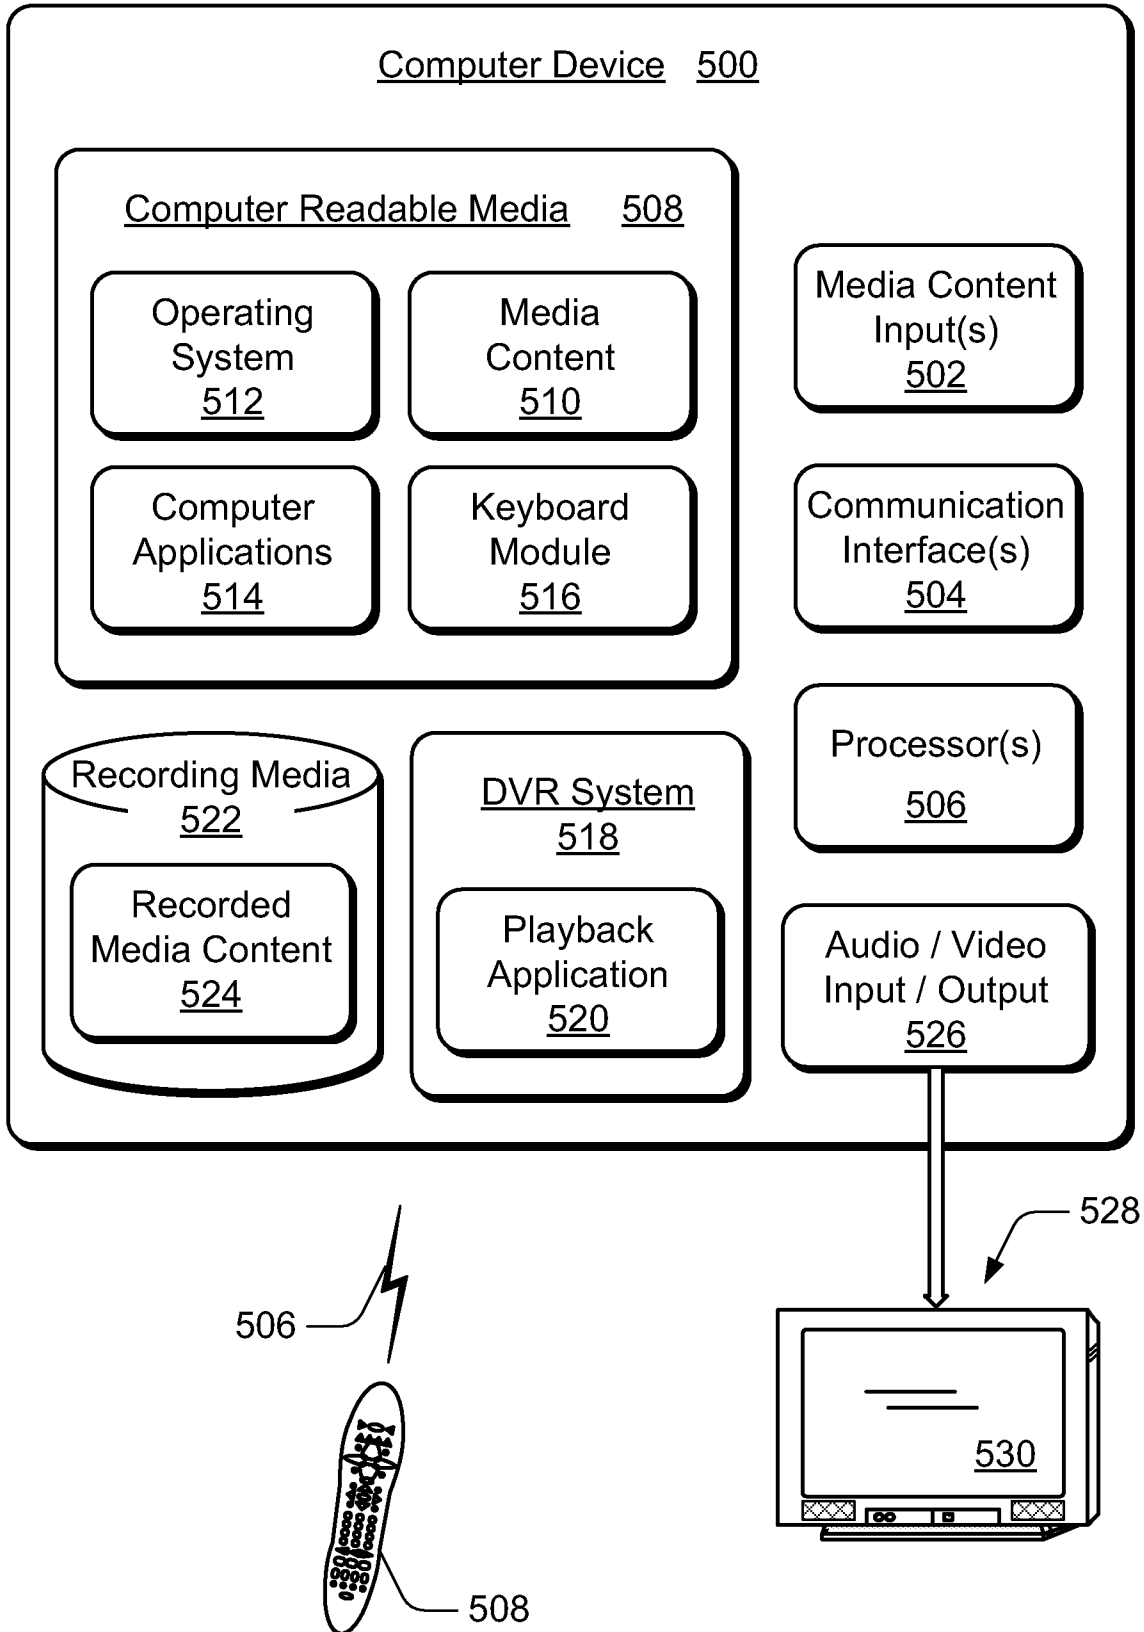 Computer Device 500
Computer Readable Media 508
Operating
System
512
Media
Content
510
Computer
Applications
514
Keyboard
Module
516
Media Content
Input(s)
502
Communication
Interface(s)
504
Processor(s)
506
Recording Media
522
Recorded
Media Content
524
DVR System
518
Playback
Application
520
Audio / Video
Input / Output
526
528
506
530
508